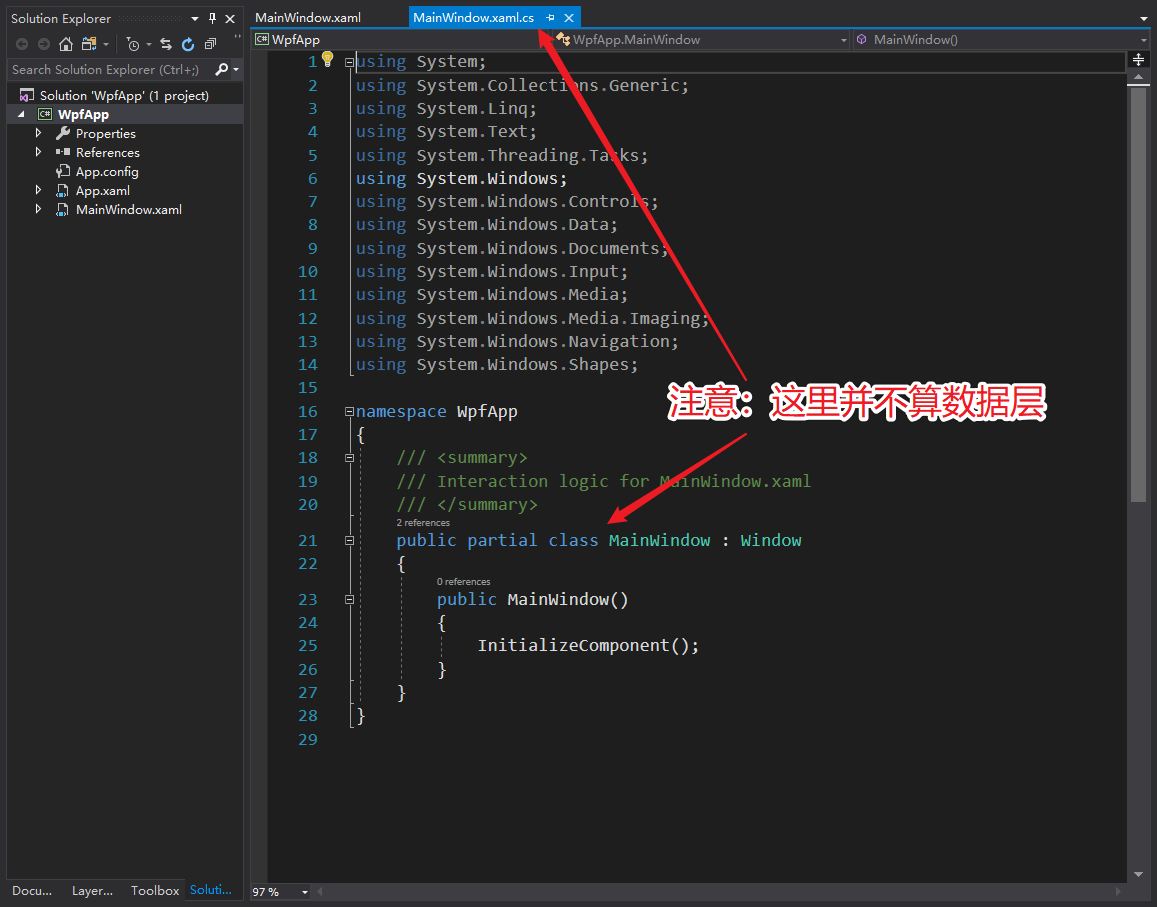 Solution Explorer
Search Solution Explorer (Ctrl+;)
Solution 'WpfApp' (1 project)
C# WpfApp
Properties
References
App.config
App.xaml
MainWindow.xaml
Docu...
Layer...
Toolbox
Soluti...
MainWindow.xaml
MainWindow.xaml.cs
C# WpfApp
WpfApp.MainWindow
MainWindow()
1 using System;
2 using System.Collections.Generic;
3 using System.Linq;
4 using System.Text;
5 using System.Threading.Tasks;
6 using System.Windows;
7 using System.Windows.Controls;
8 using System.Windows.Data;
9 using System.Windows.Documents;
10 using System.Windows.Input;
11 using System.Windows.Media;
12 using System.Windows.Media.Imaging;
13 using System.Windows.Navigation;
14 using System.Windows.Shapes;
15
注意：这里并不算数据层
16 namespace WpfApp
17 {
18 /// <summary>
19 /// Interaction logic for MainWindow.xaml
20 /// </summary>
2 references
21 public partial class MainWindow : Window
22 {
0 references
23 public MainWindow()
24 {
25 InitializeComponent();
26 }
27 }
28 }
29
97 %